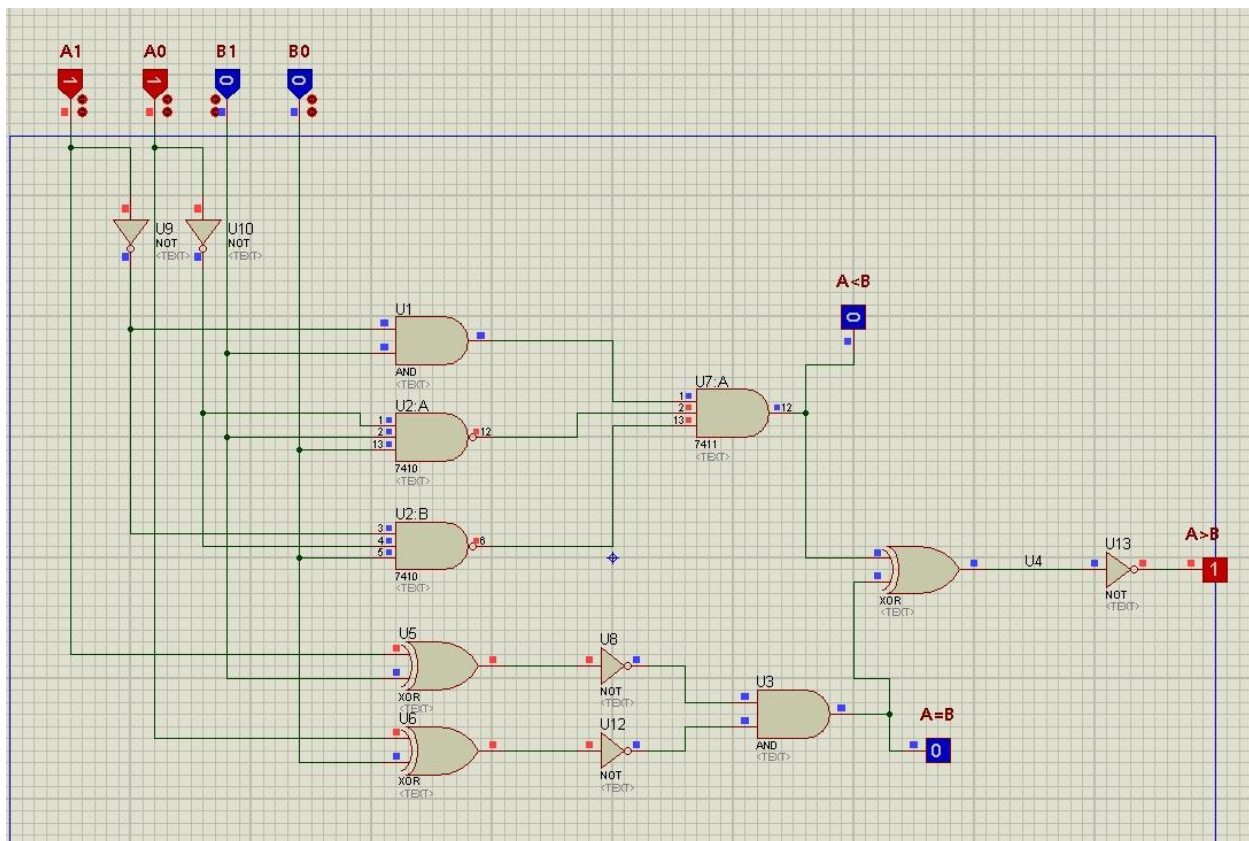 A1 A0 B1 B0
1 1 0 0
U9 U10
NOT NOT
<TEXT> <TEXT>
A<B
0
U1
AND
<TEXT>
U7:A
1
2
13
12
7411
<TEXT>
U2:A
1
2
13
12
7410
<TEXT>
U2:B
3
4
5
6
7410
<TEXT>
A>B
U13
U4
1
XOR
<TEXT>
NOT
<TEXT>
U5
XOR
<TEXT>
U8
NOT
<TEXT>
U3
AND
<TEXT>
A=B
0
U6
XOR
<TEXT>
U12
NOT
<TEXT>